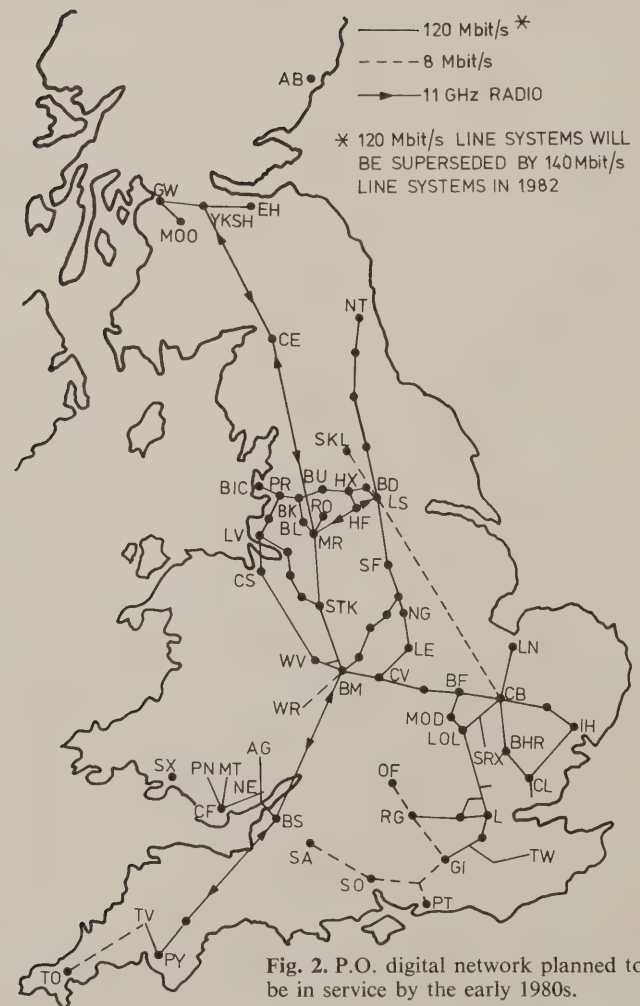 120 Mbit/s *
8 Mbit/s
11 GHz RADIO
* 120 Mbit/s LINE SYSTEMS WILL
BE SUPERSEDED BY 140Mbit/s
LINE SYSTEMS IN 1982
AB
GW
EH
YKSH
MOO
NT
CE
SKL
BIC
PR
BU
HX
BD
LS
BK
RO
BL
HF
LV
MR
CS
SF
STK
NG
WV
LE
LN
BM
CV
BF
CB
WR
MOD
IH
LOL
SRX
BHR
AG
SX
PN
MT
NE
OF
CL
CF
BS
RG
L
SA
GI
TW
SO
PT
TV
PY
TO
Fig. 2. P.O. digital network planned to
be in service by the early 1980s.